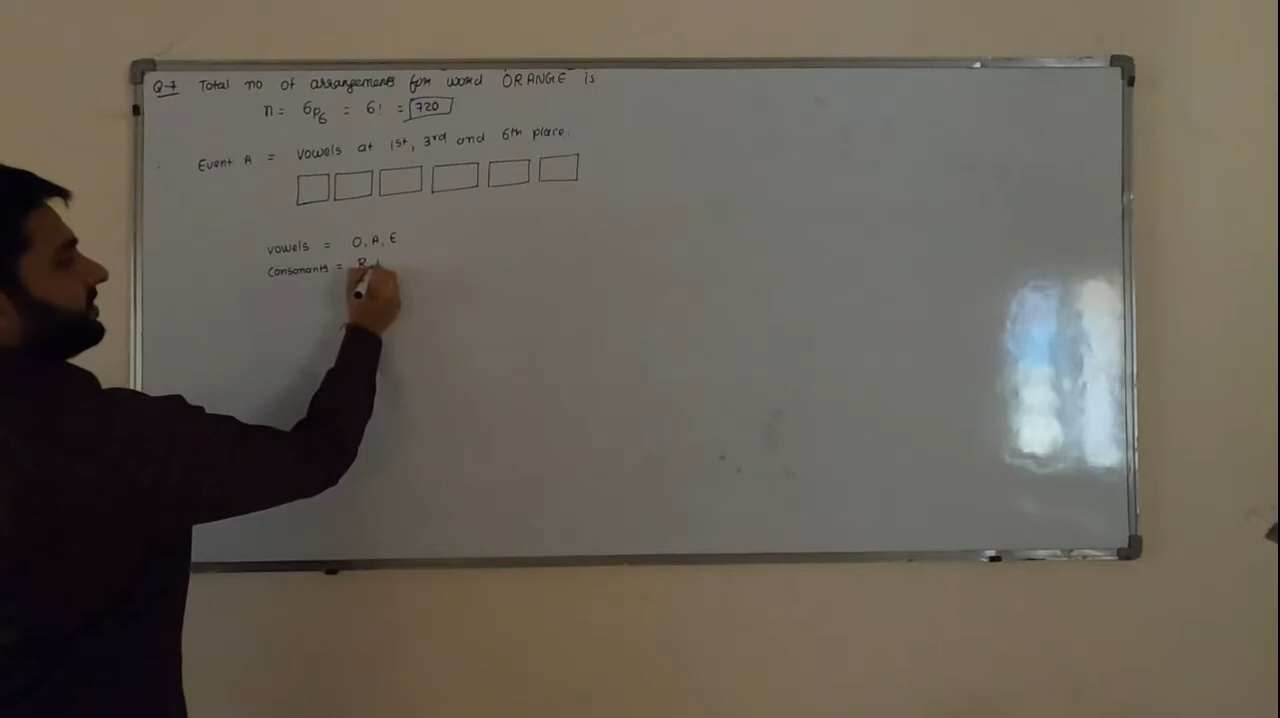 Q-7 Total no of arrangements for word 'ORANGE' is
n = 6P6 = 6! = 720
Event A = vowels at 1st, 3rd and 6th place.
vowels = O, A, E
Consonants = R